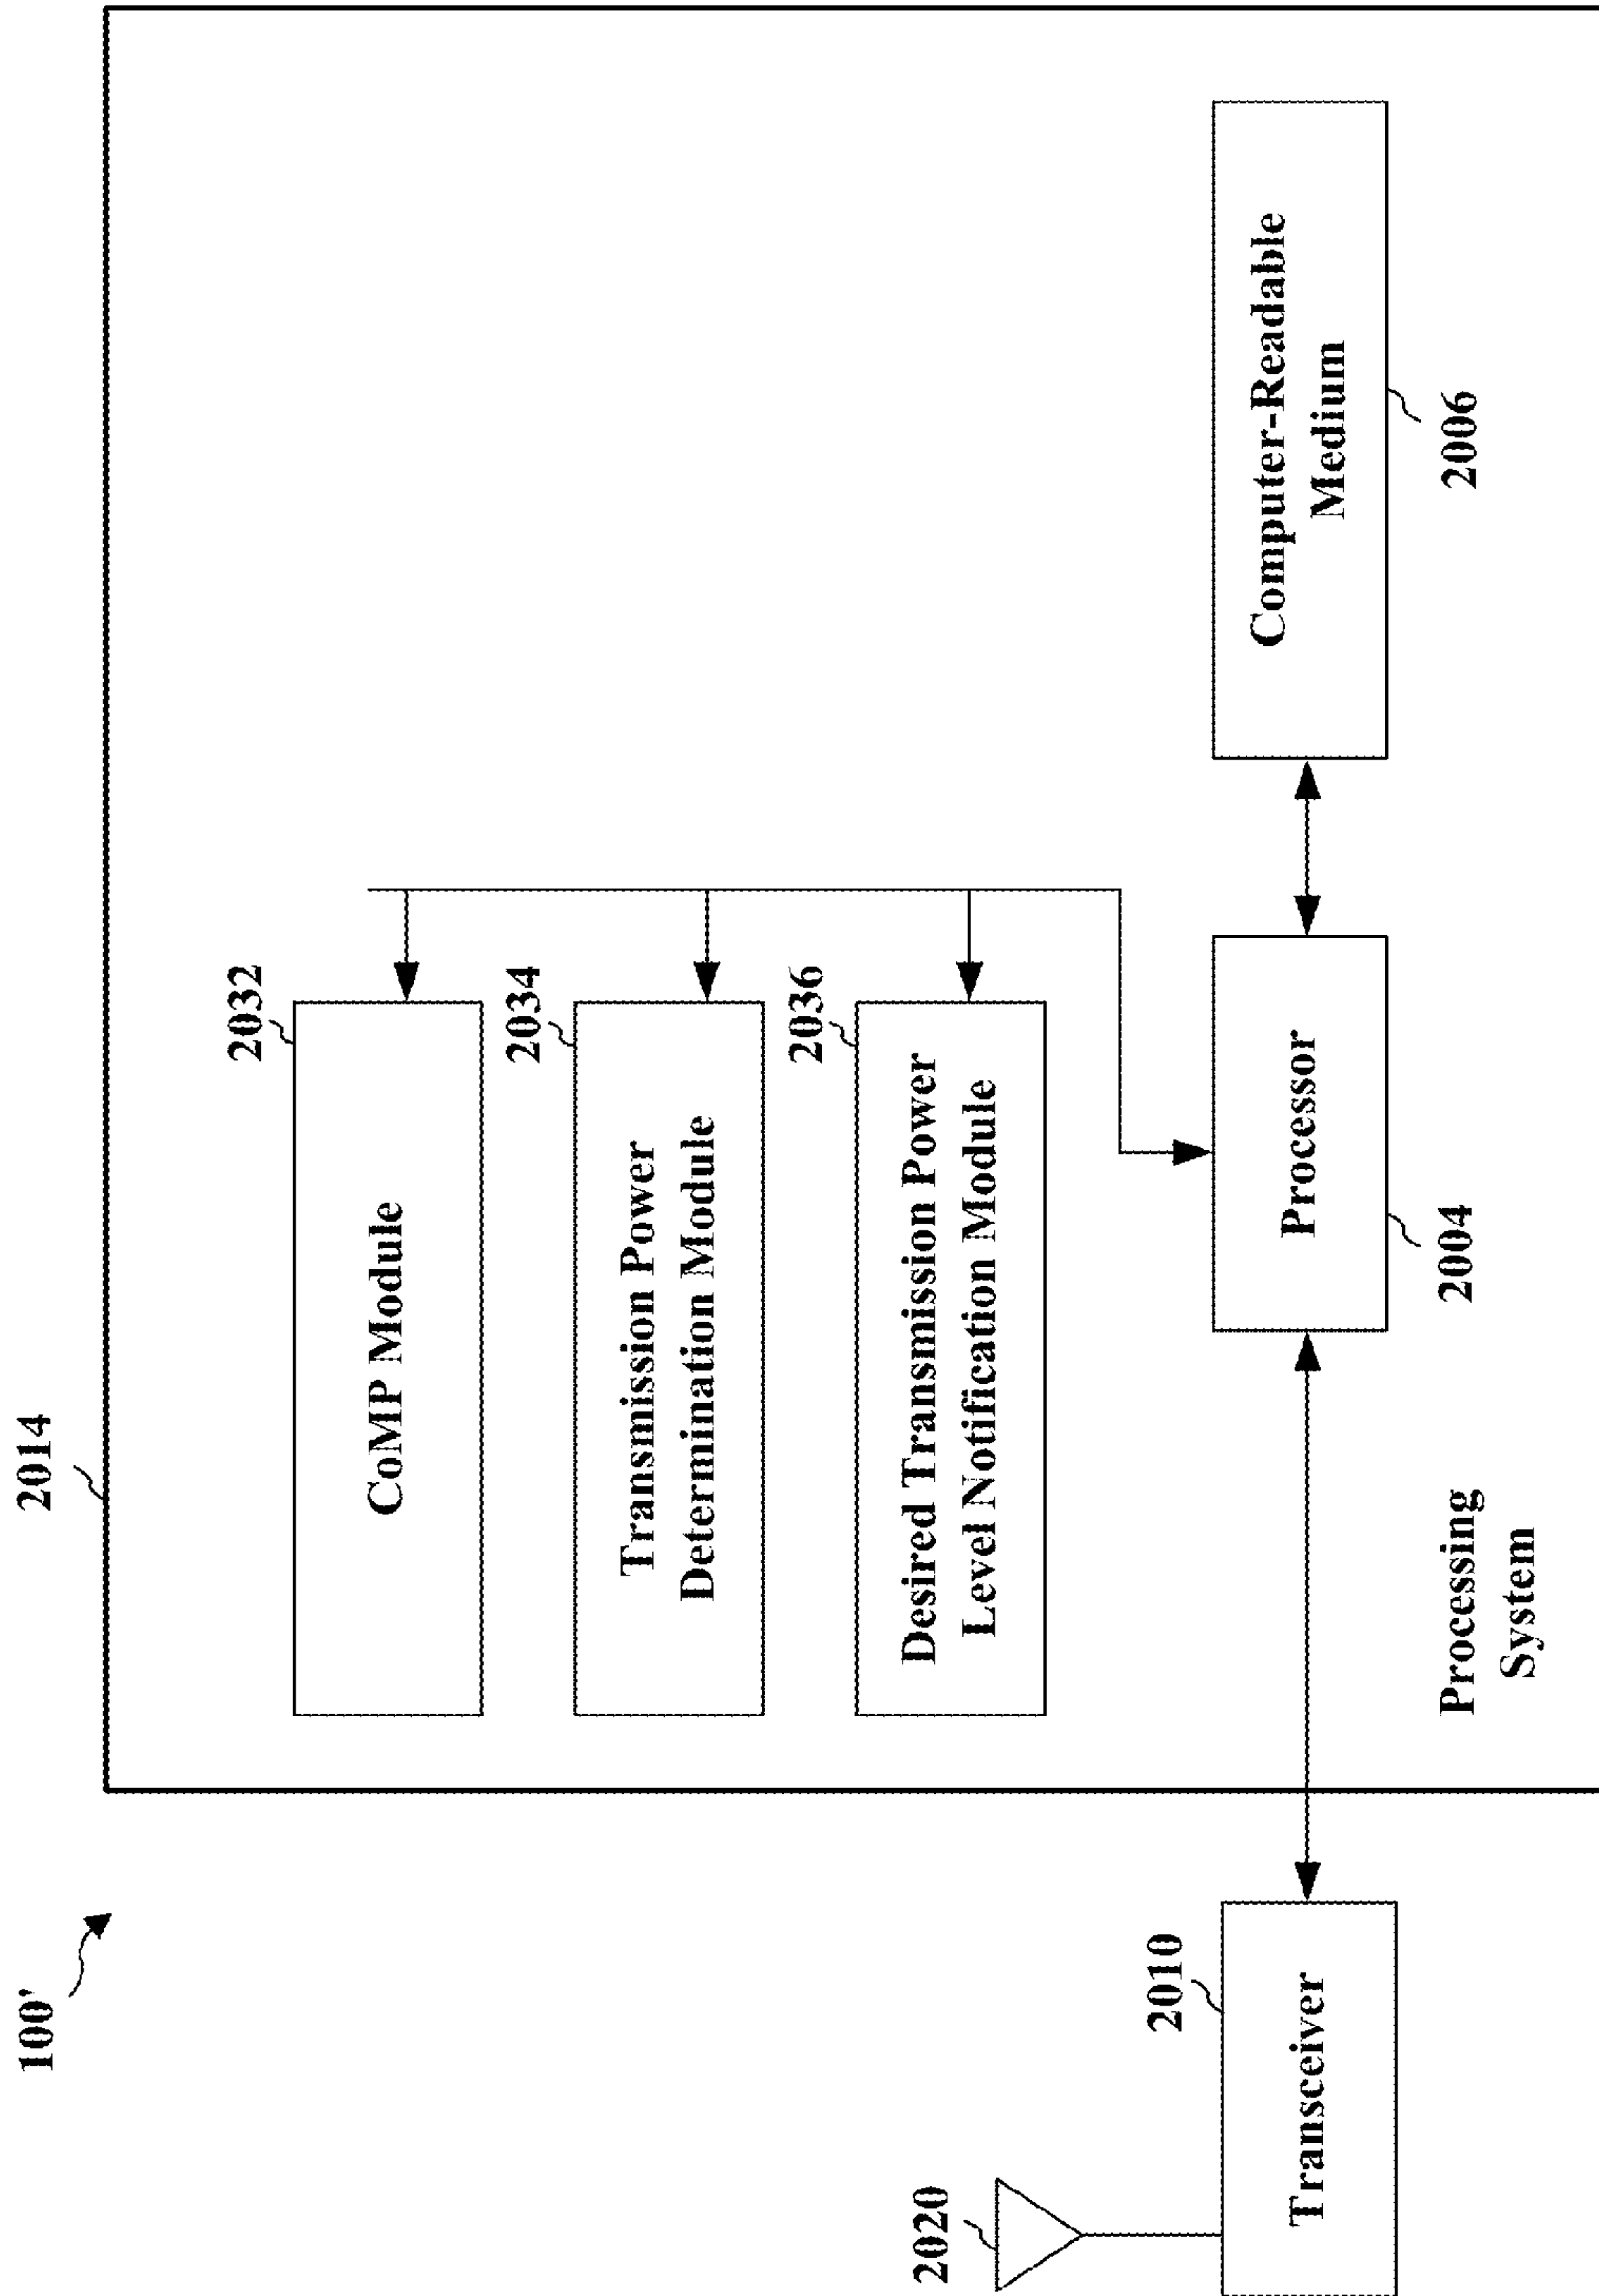 100'
2014
2032
CoMP Module
2034
Transmission Power
Determination Module
2036
Desired Transmission Power
Level Notification Module
2020
2010
Transceiver
Processor
2004
Computer-Readable
Medium
2006
Processing
System